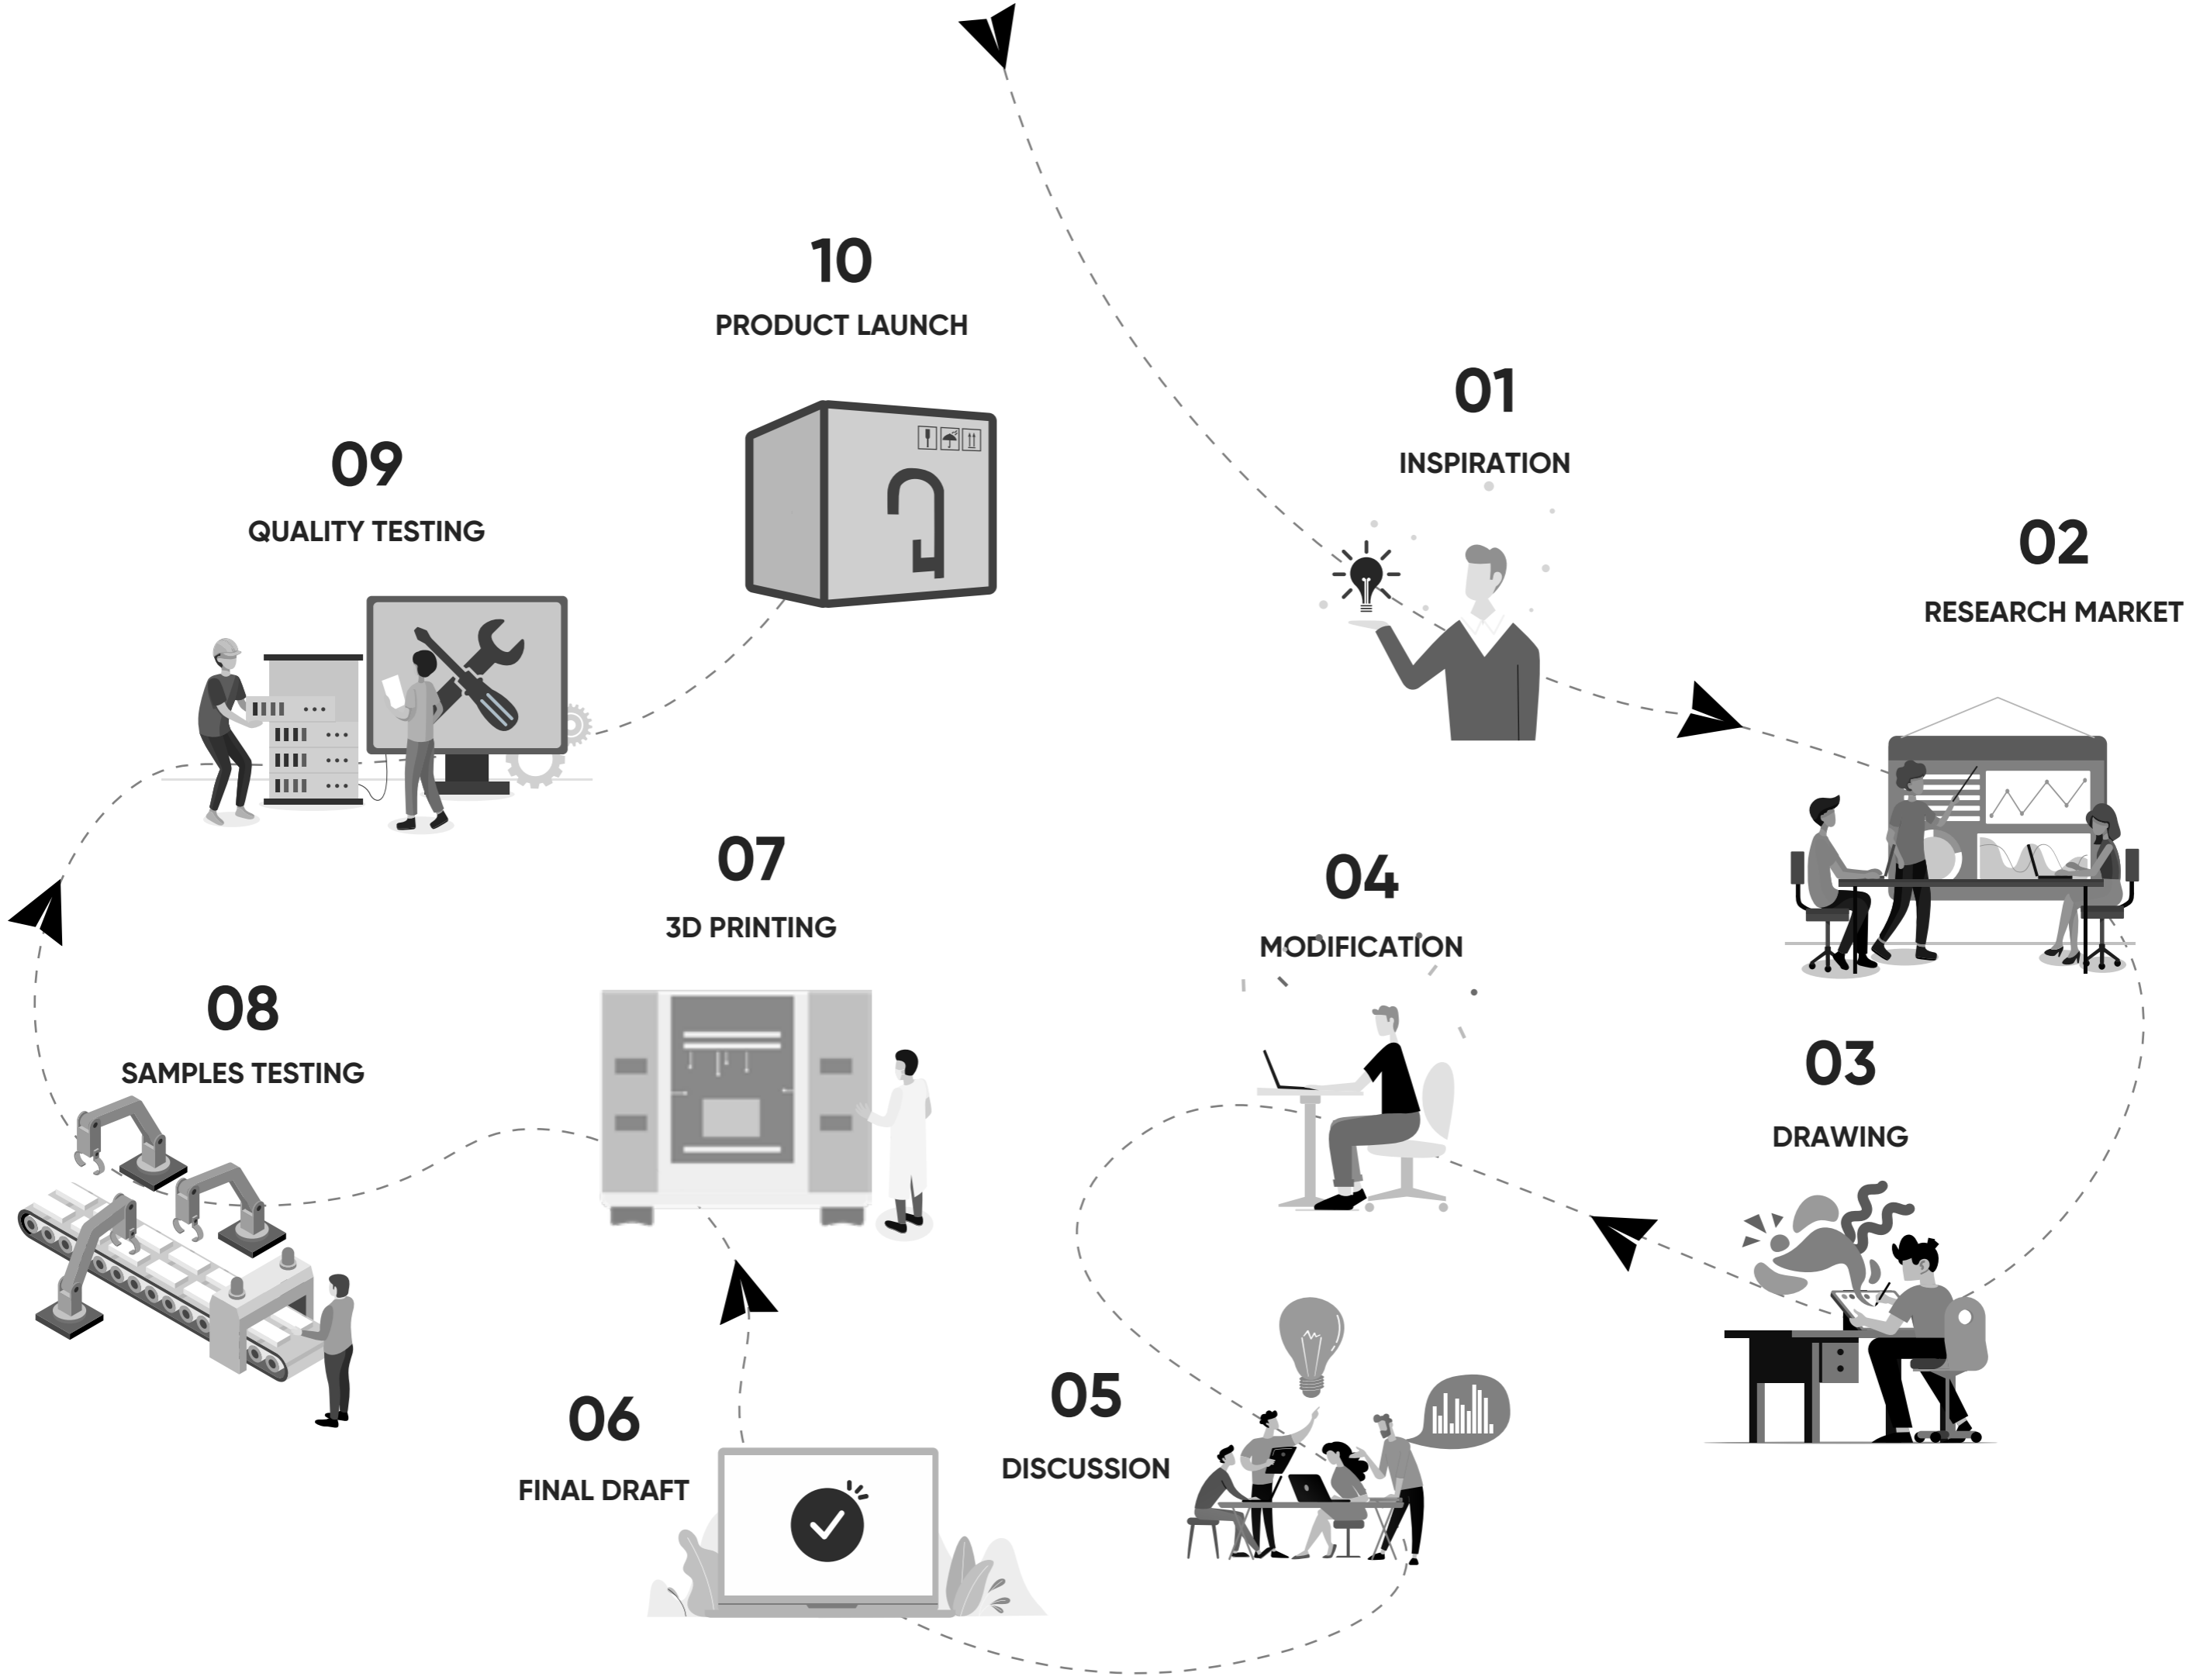 01
INSPIRATION
02
RESEARCH MARKET
03
DRAWING
04
MODIFICATION
05
DISCUSSION
06
FINAL DRAFT
07
3D PRINTING
08
SAMPLES TESTING
09
QUALITY TESTING
10
PRODUCT LAUNCH